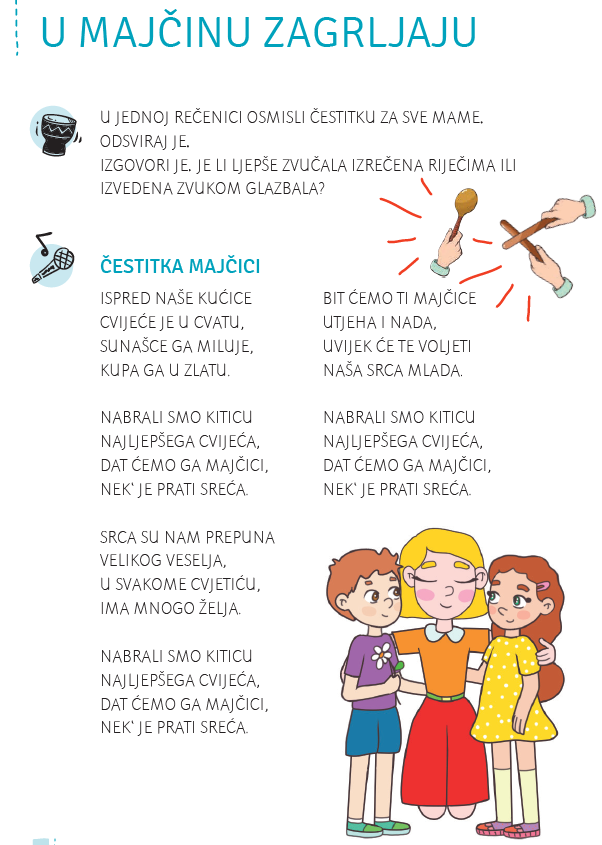 U MAJČINU ZAGRLJAJU
U JEDNOJ REČENICI OSMISLI ČESTITKU ZA SVE MAME.
ODSVIRAJ JE.
IZGOVORI JE. JE LI LJEPŠE ZVUČALA IZREČENA RIJEČIMA ILI
IZVEDENA ZVUKOM GLAZBALA?
ČESTITKA MAJČICI
ISPRED NAŠE KUĆICE
CVIJEĆE JE U CVATU,
SUNAŠCE GA MILUJE,
KUPA GA U ZLATU.
NABRALI SMO KITICU
NAJLJEPŠEGA CVIJEĆA,
DAT ĆEMO GA MAJČICI,
NEK‛ JE PRATI SREĆA.
SRCA SU NAM PREPUNA
VELIKOG VESELJA,
U SVAKOME CVJETIĆU,
IMA MNOGO ŽELJA.
NABRALI SMO KITICU
NAJLJEPŠEGA CVIJEĆA,
DAT ĆEMO GA MAJČICI,
NEK‛ JE PRATI SREĆA.
BIT ĆEMO TI MAJČICE
UTJEHA I NADA,
UVIJEK ĆE TE VOLJETI
NAŠA SRCA MLADA.
NABRALI SMO KITICU
NAJLJEPŠEGA CVIJEĆA,
DAT ĆEMO GA MAJČICI,
NEK‛ JE PRATI SREĆA.